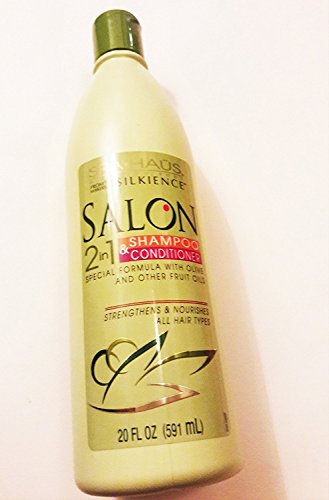 SALON
SILKIENCE
2 in 1
SHAMPOO
& CONDITIONER
SPECIAL FORMULA WITH OLIVE
AND OTHER FRUIT OILS
STRENGTHENS & NOURISHES
ALL HAIR TYPES
20 FL OZ (591 mL)